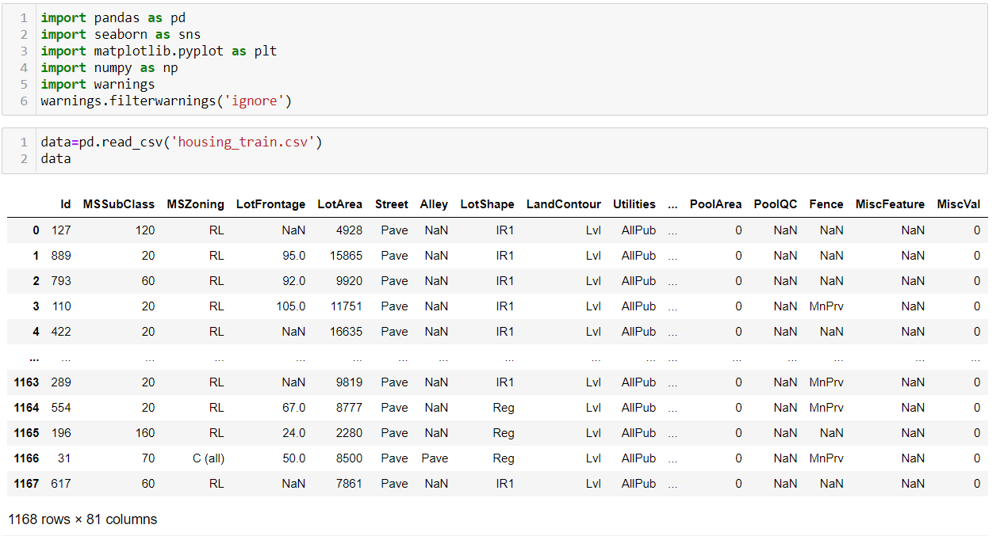 1 import pandas as pd
2 import seaborn as sns
3 import matplotlib.pyplot as plt
4 import numpy as np
5 import warnings
6 warnings.filterwarnings('ignore')
1 data=pd.read_csv('housing_train.csv')
2 data
Id MSSubClass MSZoning LotFrontage LotArea Street Alley LotShape LandContour Utilities ... PoolArea PoolQC Fence MiscFeature MiscVal
0 127 120 RL NaN 4928 Pave NaN IR1 Lvl AllPub ... 0 NaN NaN NaN 0
1 889 20 RL 95.0 15865 Pave NaN IR1 Lvl AllPub ... 0 NaN NaN NaN 0
2 793 60 RL 92.0 9920 Pave NaN IR1 Lvl AllPub ... 0 NaN NaN NaN 0
3 110 20 RL 105.0 11751 Pave NaN IR1 Lvl AllPub ... 0 NaN MnPrv NaN 0
4 422 20 RL NaN 16635 Pave NaN IR1 Lvl AllPub ... 0 NaN NaN NaN 0
... ... ... ... ... ... ... ... ... ... ... ... ... ... ... ... ...
1163 289 20 RL NaN 9819 Pave NaN IR1 Lvl AllPub ... 0 NaN MnPrv NaN 0
1164 554 20 RL 67.0 8777 Pave NaN Reg Lvl AllPub ... 0 NaN MnPrv NaN 0
1165 196 160 RL 24.0 2280 Pave NaN Reg Lvl AllPub ... 0 NaN NaN NaN 0
1166 31 70 C (all) 50.0 8500 Pave Pave Reg Lvl AllPub ... 0 NaN MnPrv NaN 0
1167 617 60 RL NaN 7861 Pave NaN IR1 Lvl AllPub ... 0 NaN NaN NaN 0
1168 rows × 81 columns